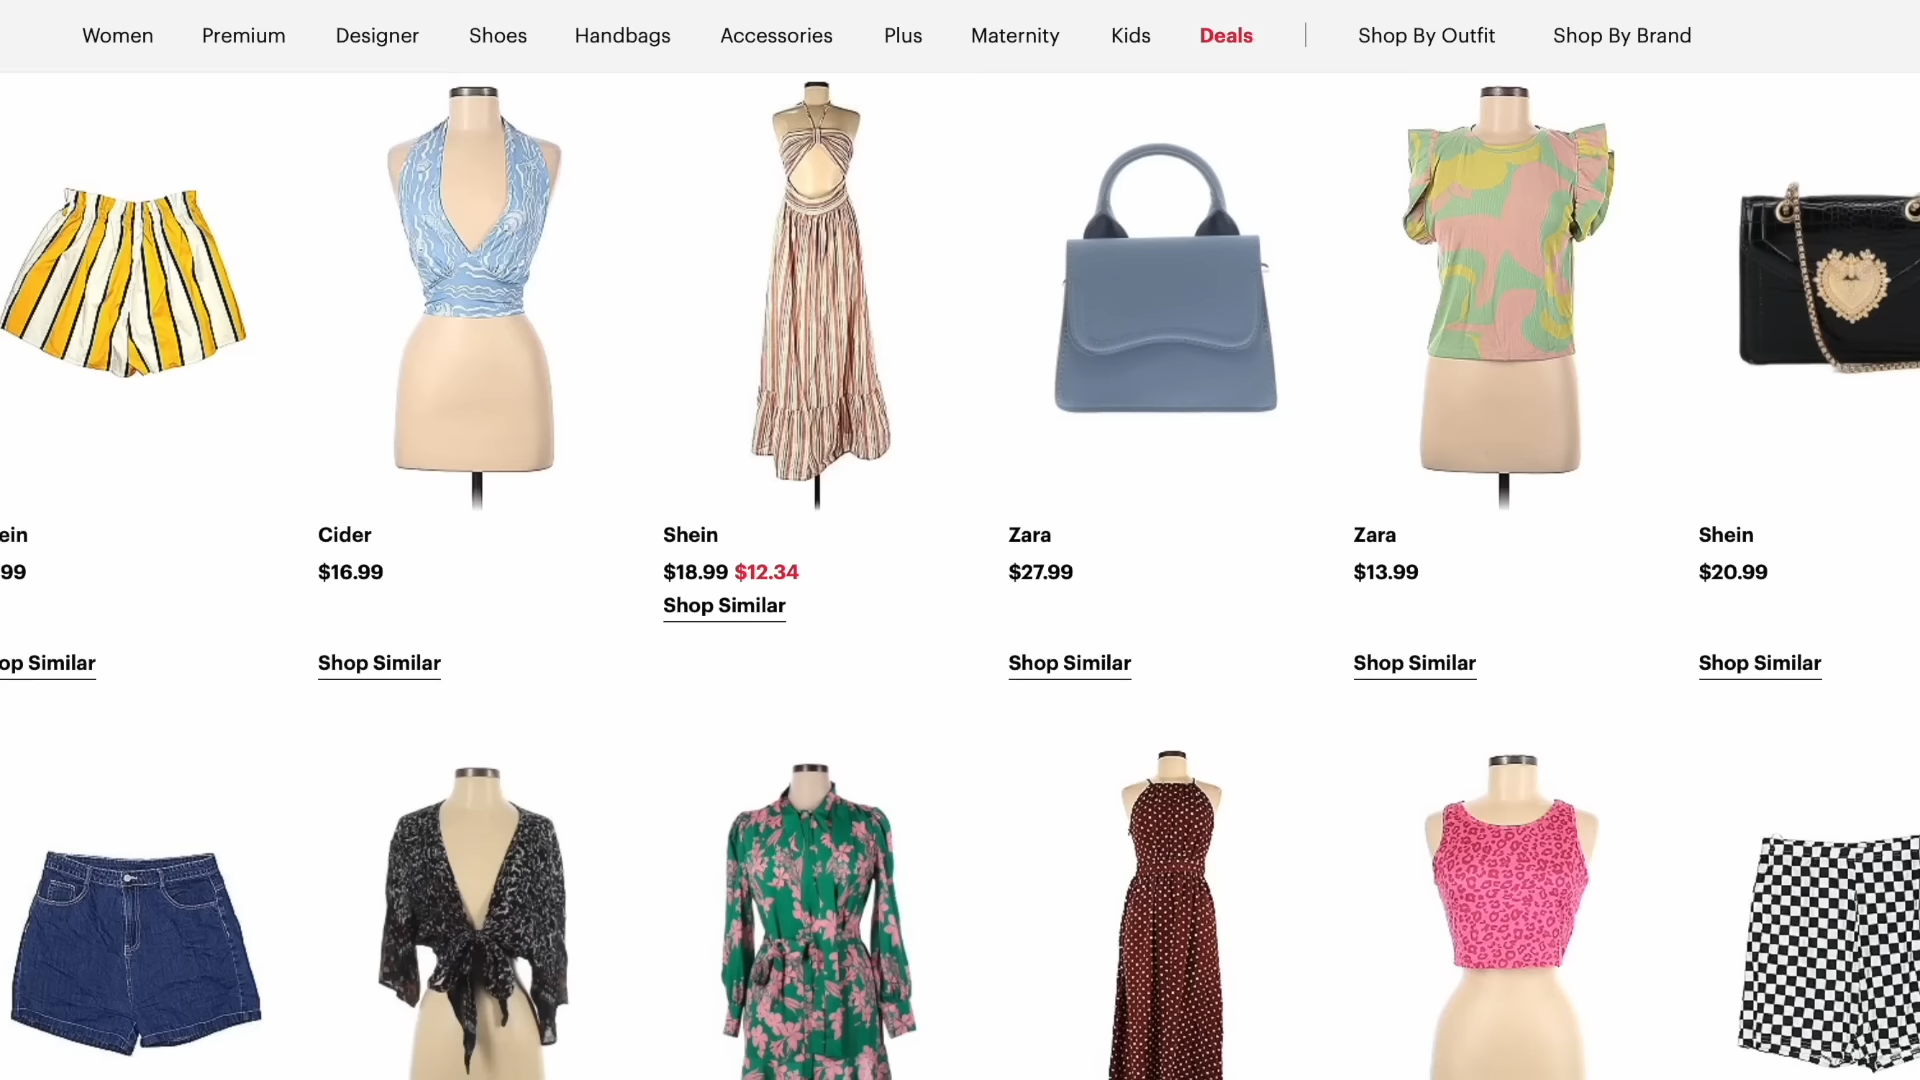 Women Premium Designer Shoes Handbags Accessories Plus Maternity Kids Deals | Shop By Outfit Shop By Brand
ein Cider Shein Zara Zara Shein
99 $16.99 $18.99 $12.34 $27.99 $13.99 $20.99
Shop Similar
op Similar Shop Similar Shop Similar Shop Similar Shop Similar